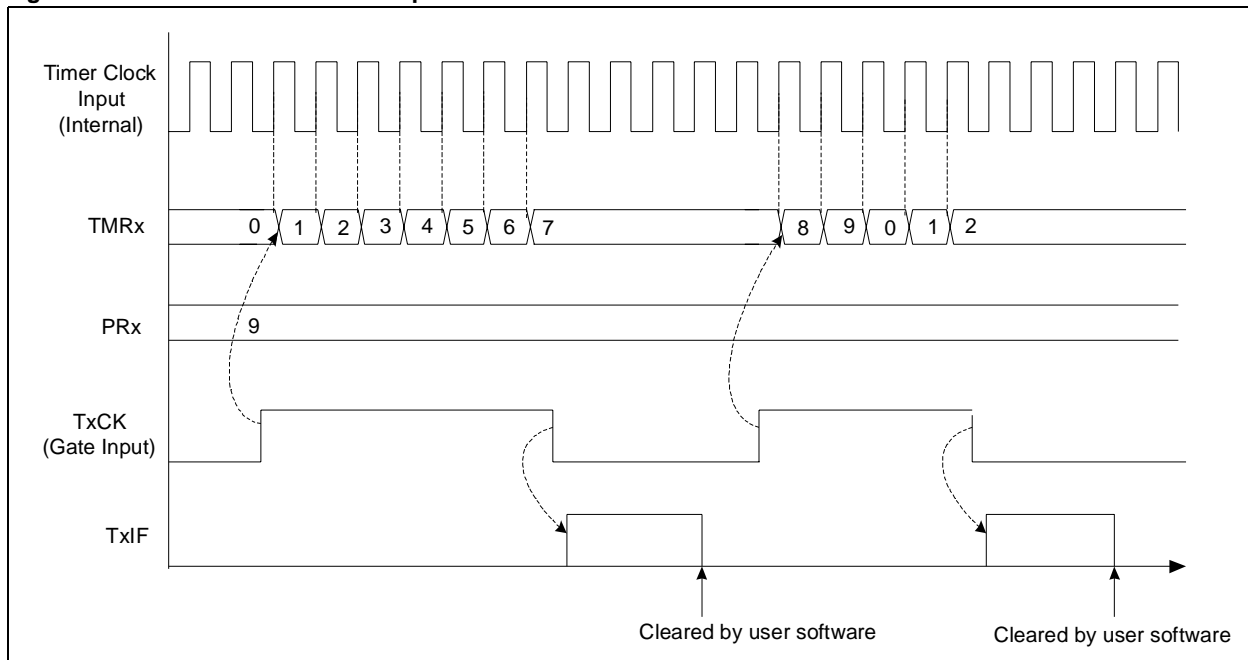 Timer Clock
Input
(Internal)
TMRx
0 1 2 3 4 5 6 7 8 9 0 1 2
PRx
9
TxCK
(Gate Input)
TxIF
Cleared by user software
Cleared by user software